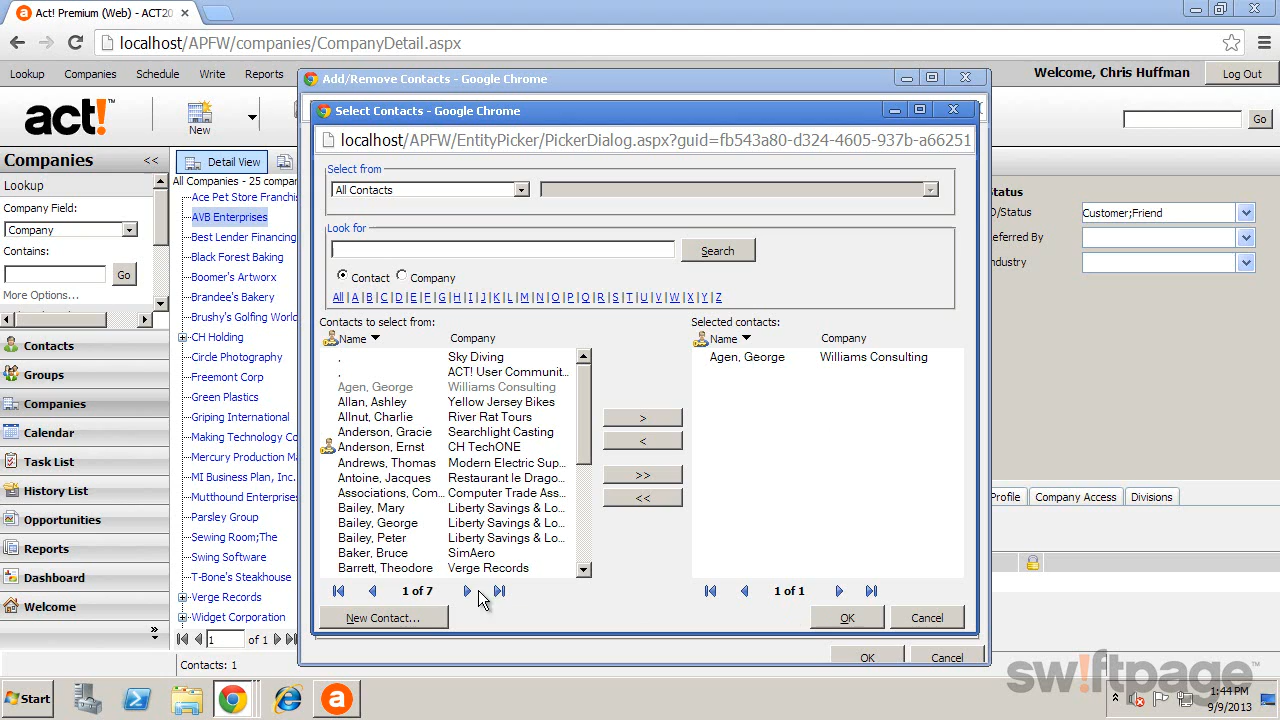 Act! Premium (Web) - ACT20
localhost/APFW/companies/CompanyDetail.aspx
Lookup Companies Schedule Write Reports
Welcome, Chris Huffman
Log Out
act!
New
Go
Companies <<
Lookup
Company Field:
Company
Contains:
Go
More Options...
Contacts
Groups
Companies
Calendar
Task List
History List
Opportunities
Reports
Dashboard
Welcome
Detail View
All Companies - 25 compan
Ace Pet Store Franchis
AVB Enterprises
Best Lender Financing
Black Forest Baking
Boomer's Artworx
Brandee's Bakery
Brushy's Golfing World
CH Holding
Circle Photography
Freemont Corp
Green Plastics
Griping International
Making Technology
Mercury Production M
MI Business Plan, Inc.
Mutthound Enterprises
Parsley Group
Sewing Room;The
Swing Software
T-Bone's Steakhouse
Verge Records
Widget Corporation
1 of 1
Contacts: 1
Add/Remove Contacts - Google Chrome
Select Contacts - Google Chrome
localhost/APFW/EntityPicker/PickerDialog.aspx?guid=fb543a80-d324-4605-937b-a66251
Select from
All Contacts
Look for
Search
Contact Company
All | A | B | C | D | E | F | G | H | I | J | K | L | M | N | O | P | Q | R | S | T | U | V | W | X | Y | Z
Contacts to select from:
Name Company
. Sky Diving
. ACT! User Communit...
Agen, George Williams Consulting
Allan, Ashley Yellow Jersey Bikes
Allnut, Charlie River Rat Tours
Anderson, Gracie Searchlight Casting
Anderson, Ernst CH TechONE
Andrews, Thomas Modern Electric Sup...
Antoine, Jacques Restaurant le Drago...
Associations, Com... Computer Trade Ass...
Bailey, Mary Liberty Savings & Lo...
Bailey, George Liberty Savings & Lo...
Bailey, Peter Liberty Savings & Lo...
Baker, Bruce SimAero
Barrett, Theodore Verge Records
1 of 7
New Contact...
>
<
>>
<<
Selected contacts:
Name Company
Agen, George Williams Consulting
1 of 1
OK Cancel
OK Cancel
Status
D/Status Customer;Friend
eferred By
ndustry
Profile Company Access Divisions
sw!ftpage
Start
1:44 PM
9/9/2013